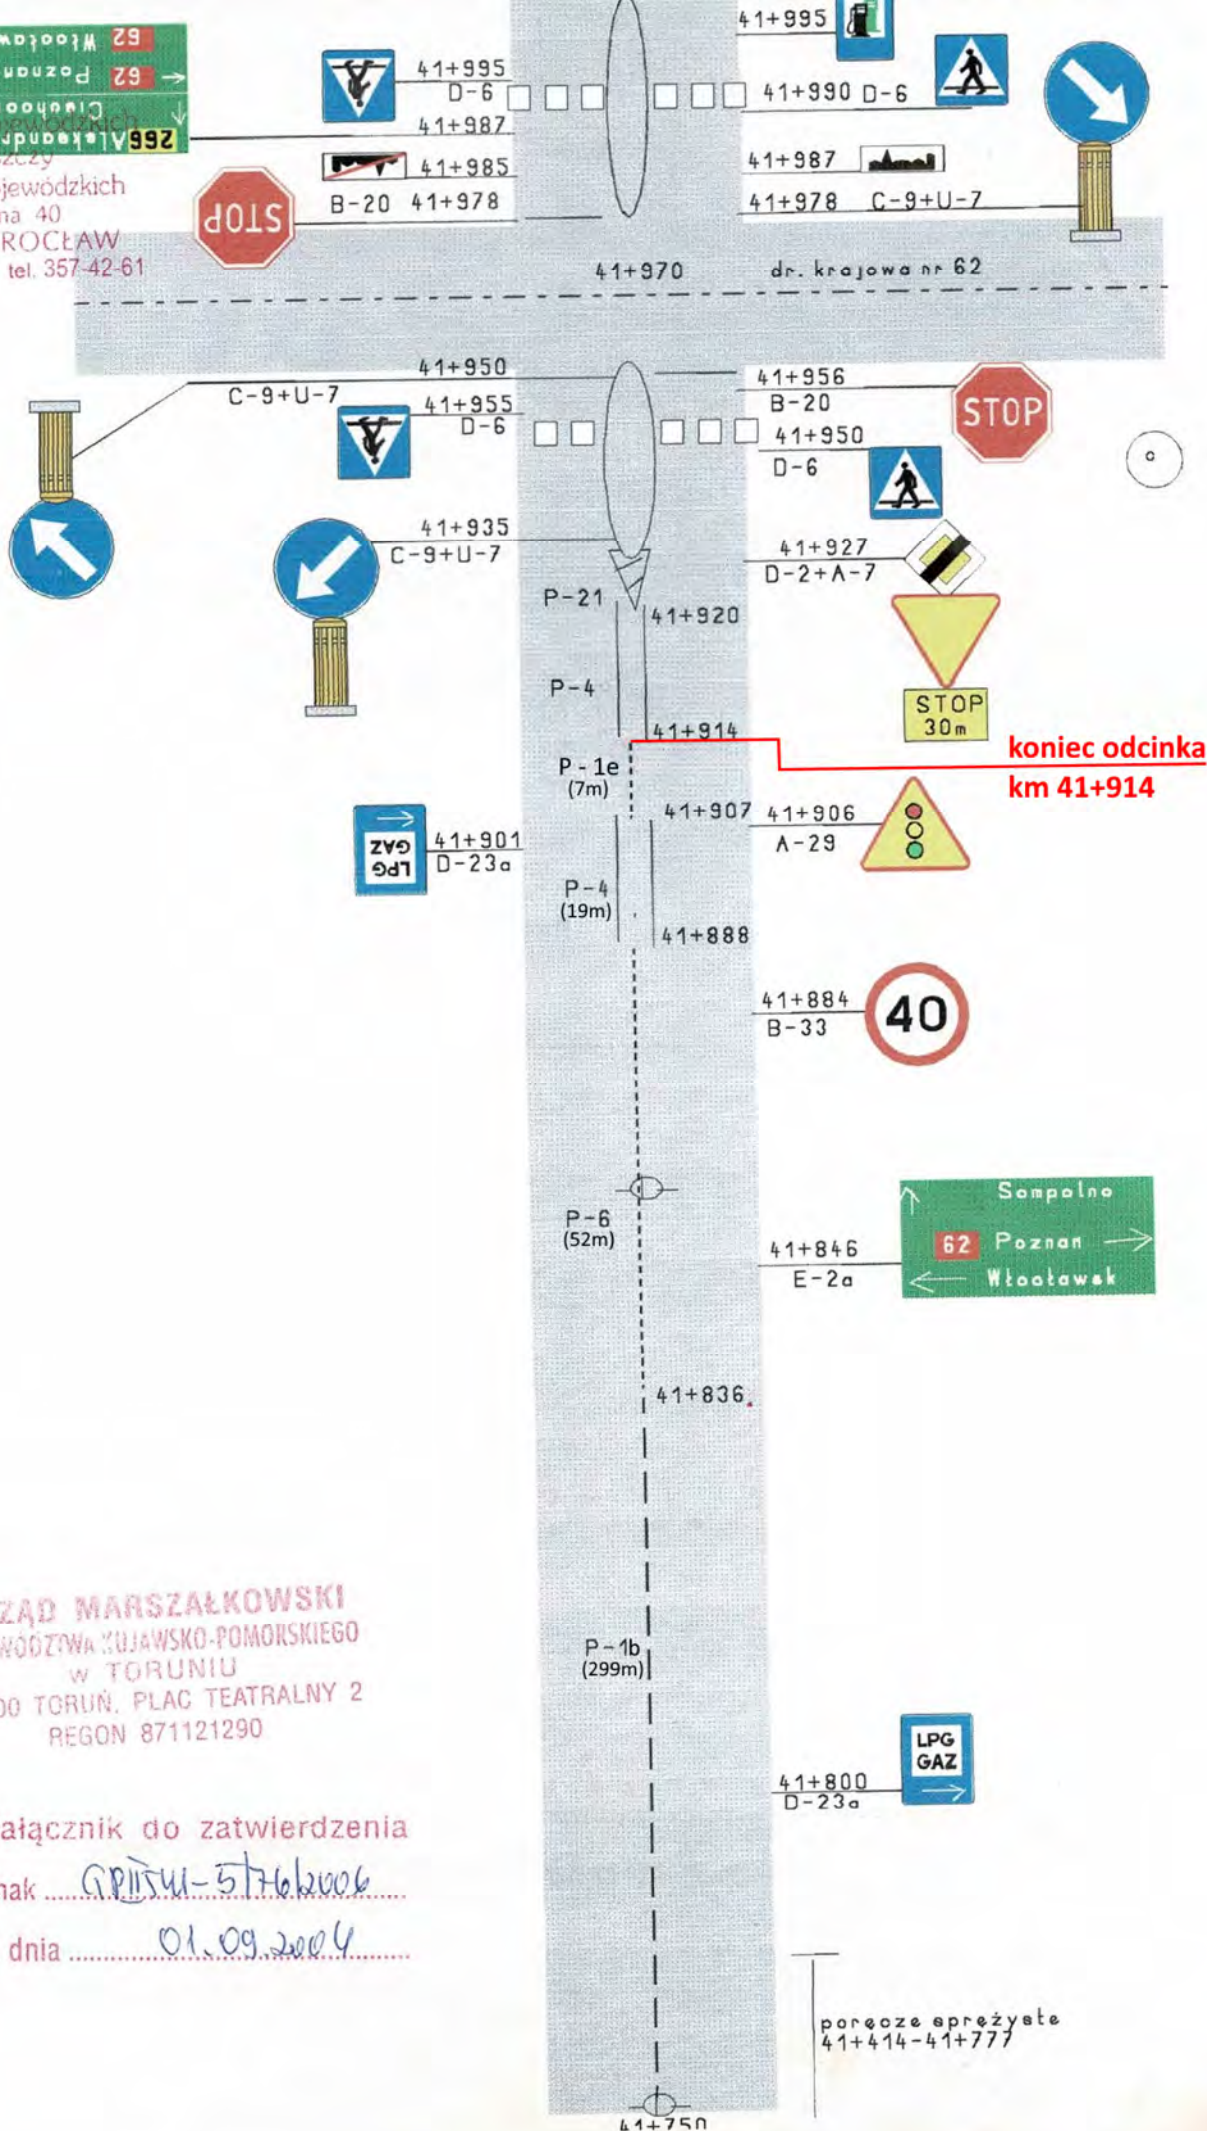 62
62
266
41+995
D-6
41+987
41+985
B-20 41+978
STOP
41+995
41+990 D-6
41+987
41+978 C-9+U-7
jewódzkich
na 40
ROCŁAW
tel. 357-42-61
41+970
dr. krajowa nr 62
41+950
C-9+U-7
41+955
D-6
41+956
B-20
STOP
41+950
D-6
41+935
C-9+U-7
41+927
D-2+A-7
P-21
41+920
P-4
STOP
30m
41+914
koniec odcinka
km 41+914
P - 1e
(7m)
41+907
41+906
A-29
LPG
GAZ
41+901
D-23a
P-4
(19m)
41+888
41+884
B-33
40
P-6
(52m)
41+846
E-2a
Sompolno
62 Poznan
Włocławek
41+836
P-1b
(299m)
ZĄD MARSZAŁKOWSKI
WÓDZTWA KUJAWSKO-POMORSKIEGO
w TORUNIU
00 TORUŃ, PLAC TEATRALNY 2
REGON 871121290
LPG
GAZ
41+800
D-23a
ałącznik do zatwierdzenia
nak
dnia 01.09.2004
poręcze sprężyste
41+414-41+777
41+750